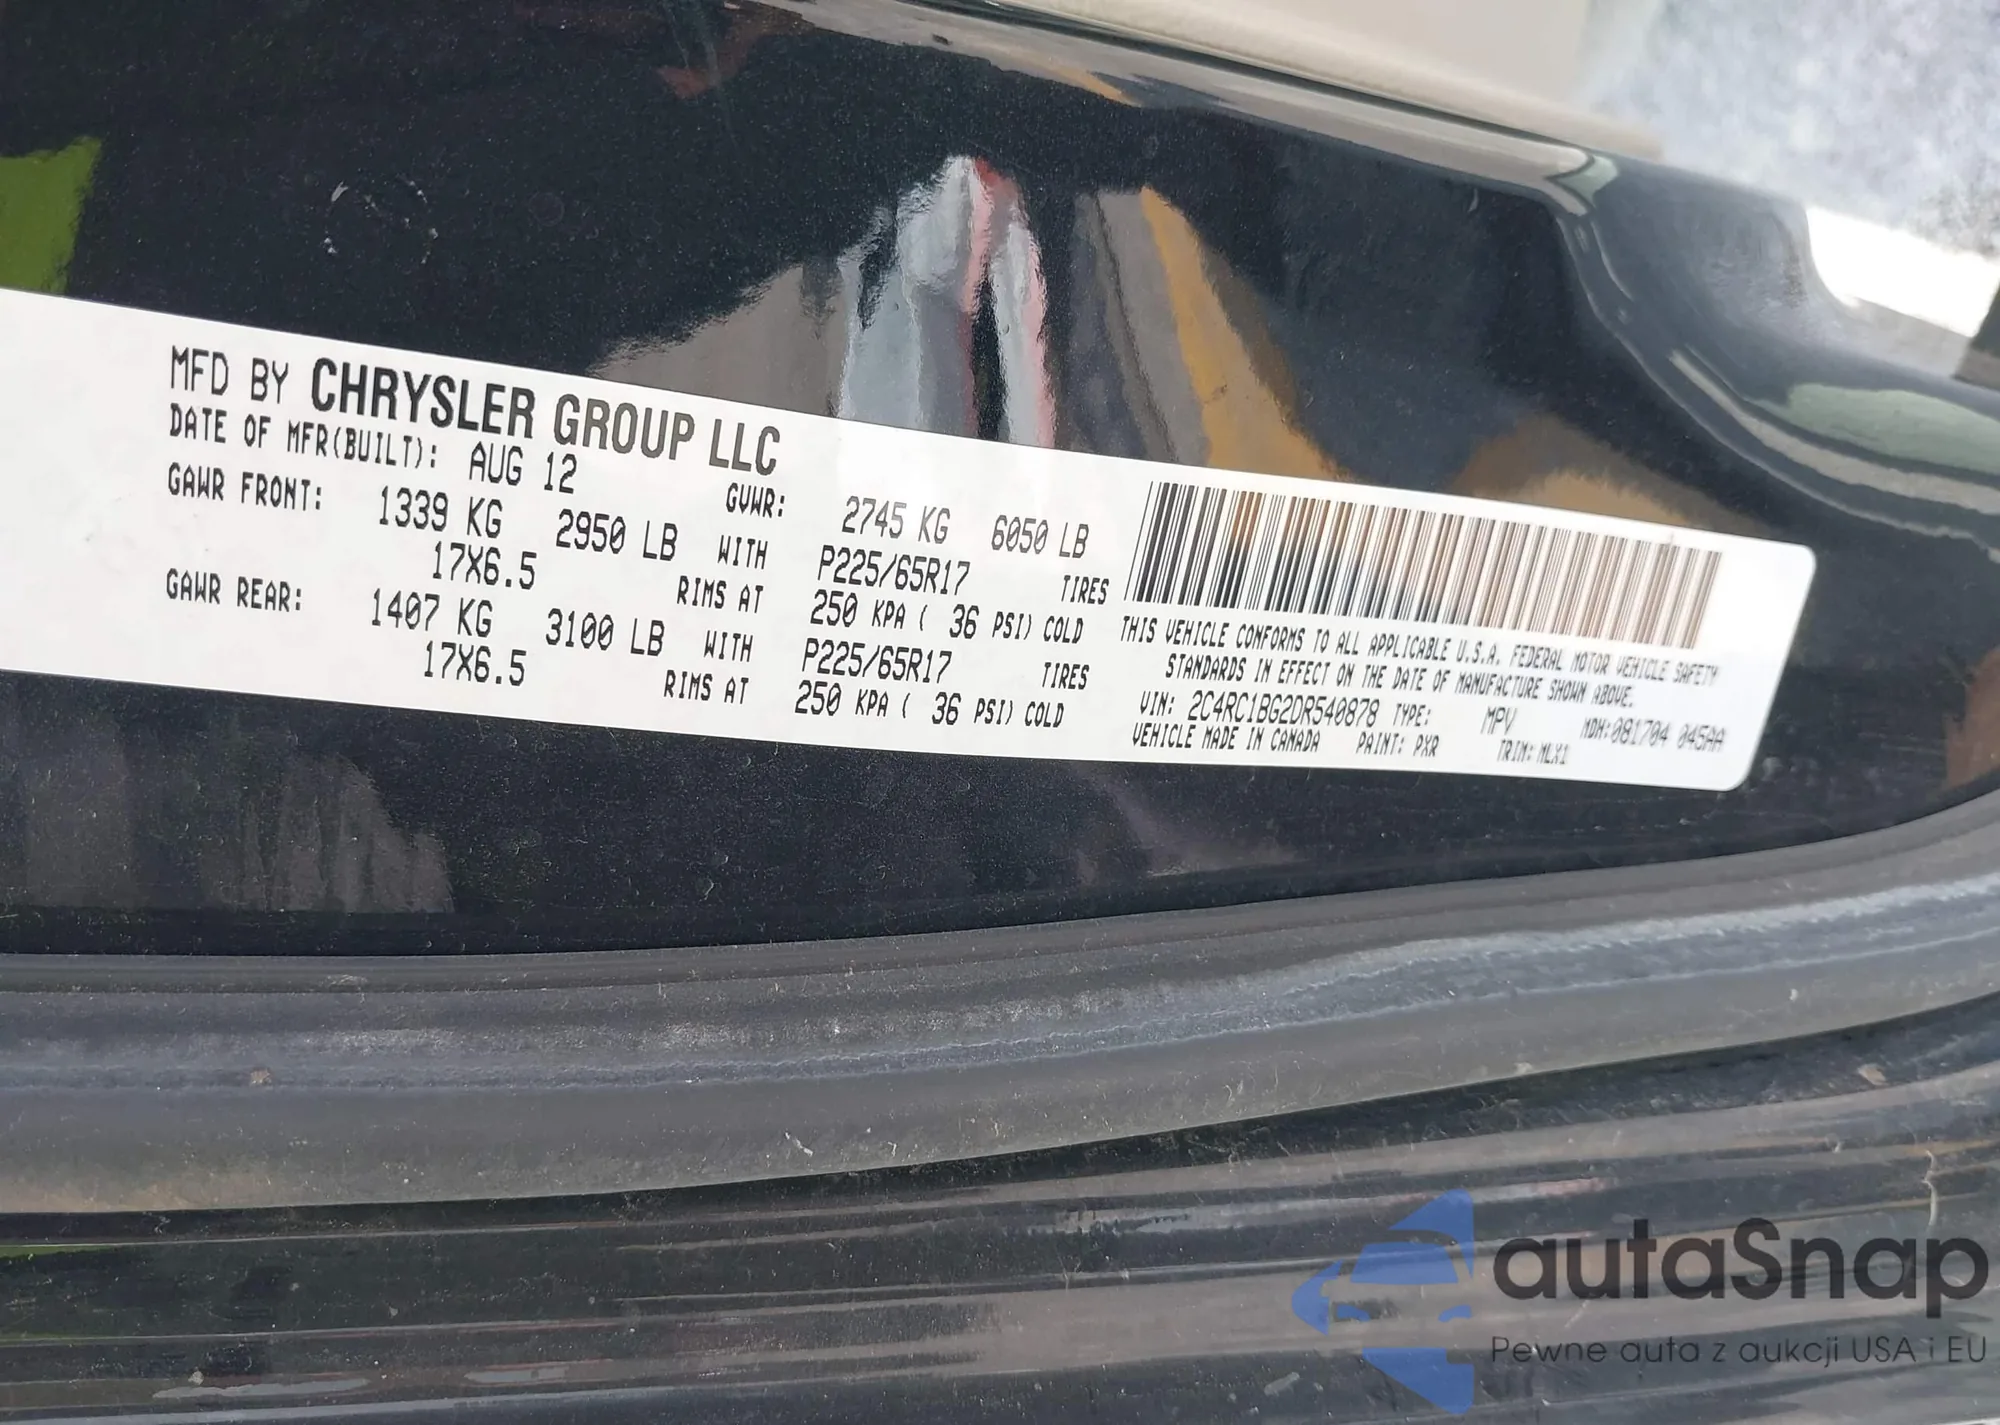 MFD BY CHRYSLER GROUP LLC
DATE OF MFR(BUILT): AUG 12 GVWR: 2745 KG 6050 LB
GAWR FRONT: 1339 KG 2950 LB WITH P225/65R17 TIRES
17X6.5 RIMS AT 250 KPA ( 36 PSI) COLD
GAWR REAR: 1407 KG 3100 LB WITH P225/65R17 TIRES
17X6.5 RIMS AT 250 KPA ( 36 PSI) COLD
THIS VEHICLE CONFORMS TO ALL APPLICABLE U.S.A. FEDERAL MOTOR VEHICLE SAFETY
STANDARDS IN EFFECT ON THE DATE OF MANUFACTURE SHOWN ABOVE.
VIN: 2C4RC1BG2DR540878 TYPE: MPV MDH:081704 045AA
VEHICLE MADE IN CANADA PAINT: PXR TRIM: MLX1
autaSnap
Pewne auta z aukcji USA i EU